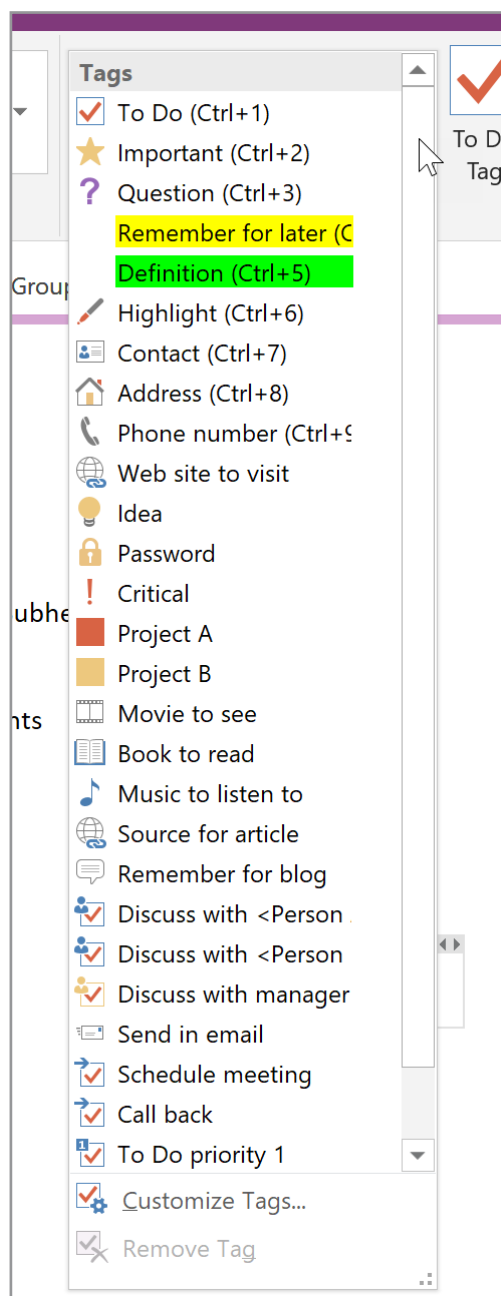 Tags
To Do (Ctrl+1)
Important (Ctrl+2)
Question (Ctrl+3)
Remember for later (C
Definition (Ctrl+5)
Highlight (Ctrl+6)
Contact (Ctrl+7)
Address (Ctrl+8)
Phone number (Ctrl+9
Web site to visit
Idea
Password
Critical
Project A
Project B
Movie to see
Book to read
Music to listen to
Source for article
Remember for blog
Discuss with <Person
Discuss with <Person
Discuss with manager
Send in email
Schedule meeting
Call back
1
To Do priority 1
Customize Tags...
Remove Tag
To D
Tag
Group
ubhe
nts